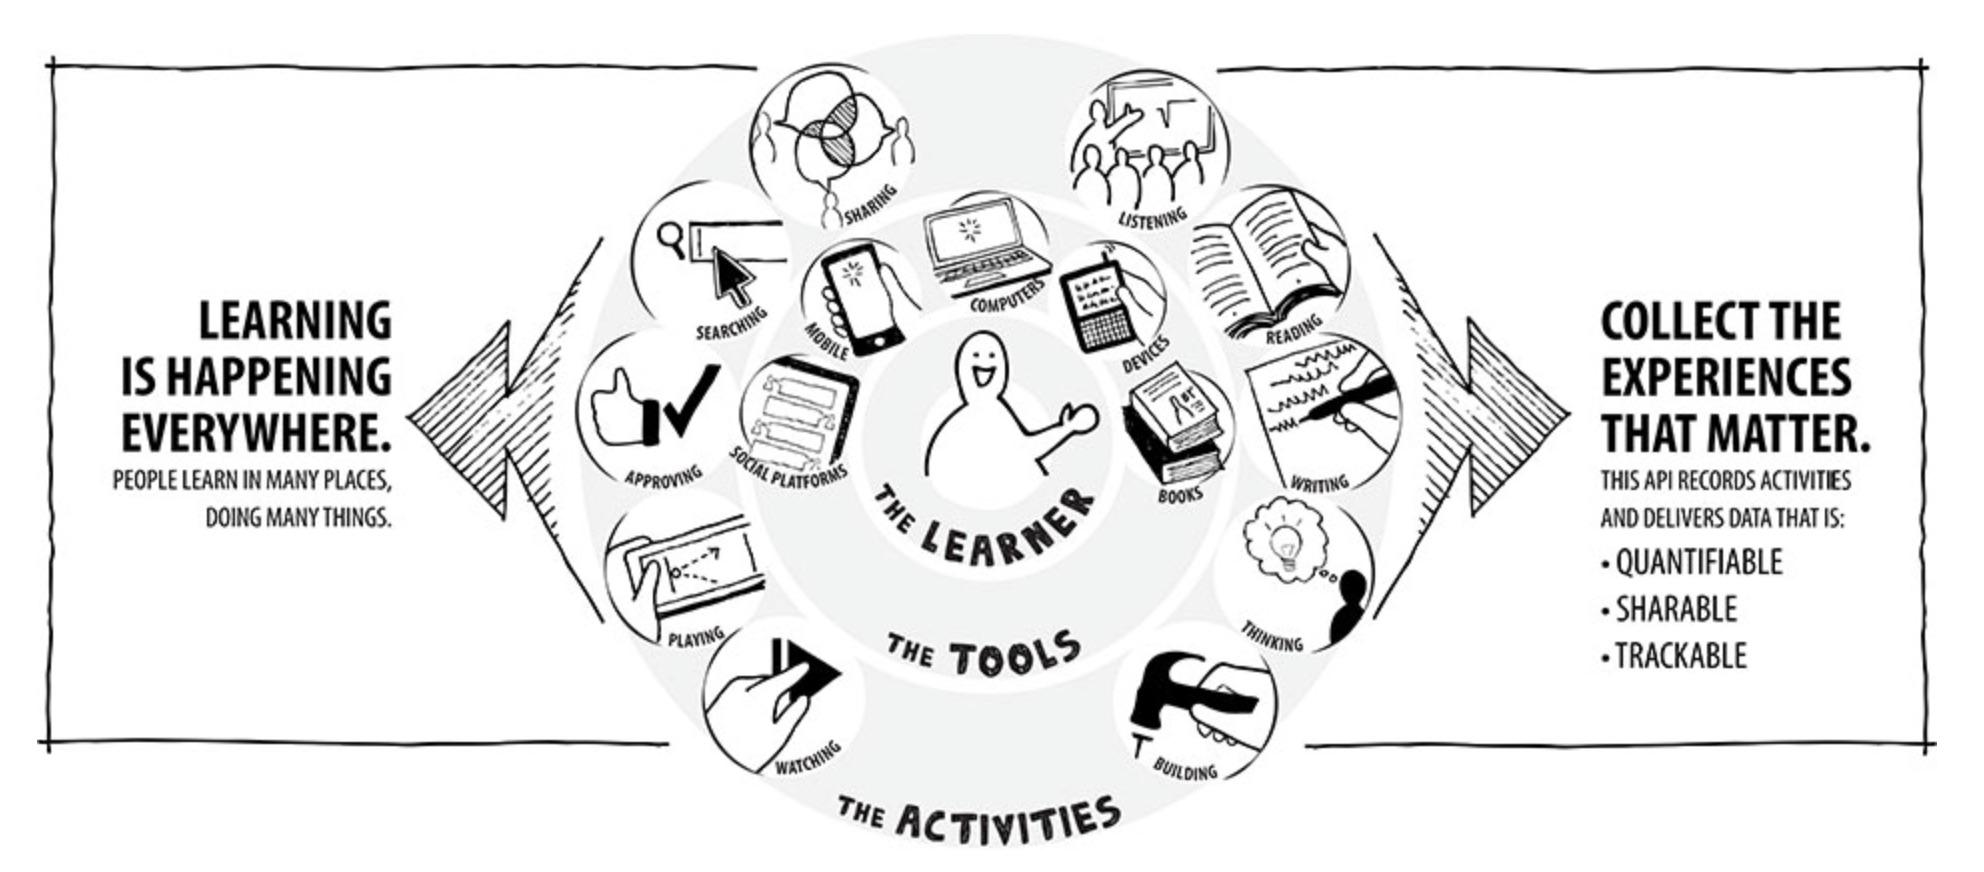 LEARNING
IS HAPPENING
EVERYWHERE.
PEOPLE LEARN IN MANY PLACES,
DOING MANY THINGS.
SHARING
LISTENING
SEARCHING
READING
APPROVING
WRITING
PLAYING
THINKING
WATCHING
BUILDING
MOBILE
COMPUTERS
DEVICES
SOCIAL PLATFORMS
BOOKS
THE LEARNER
THE TOOLS
THE ACTIVITIES
COLLECT THE
EXPERIENCES
THAT MATTER.
THIS API RECORDS ACTIVITIES
AND DELIVERS DATA THAT IS:
• QUANTIFIABLE
• SHARABLE
• TRACKABLE